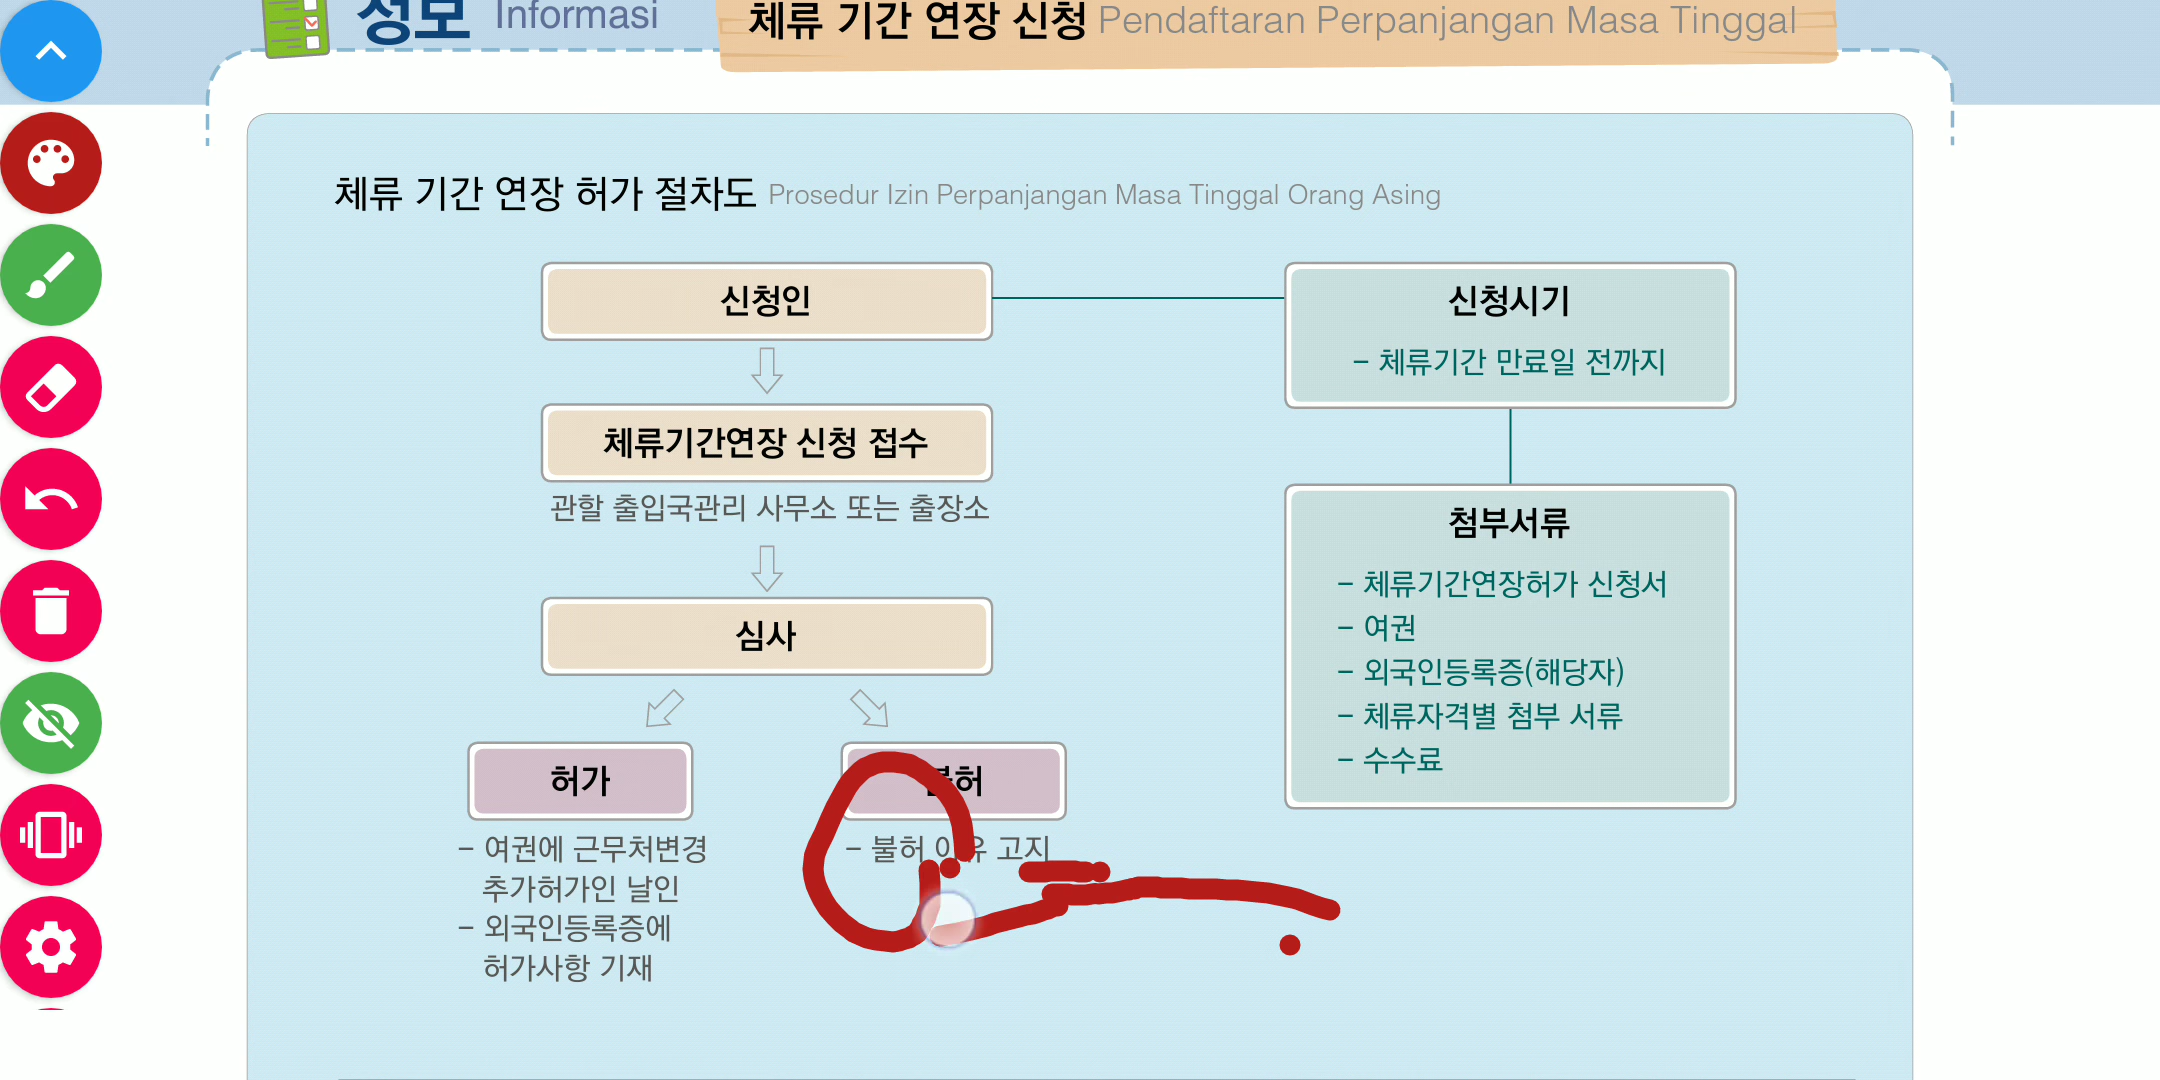 정보 Informasi
체류 기간 연장 신청 Pendaftaran Perpanjangan Masa Tinggal
체류 기간 연장 허가 절차도 Prosedur Izin Perpanjangan Masa Tinggal Orang Asing
신청인
신청시기
- 체류기간 만료일 전까지
체류기간연장 신청 접수
관할 출입국관리 사무소 또는 출장소
첨부서류
- 체류기간연장허가 신청서
- 여권
- 외국인등록증(해당자)
- 체류자격별 첨부 서류
- 수수료
심사
허가
- 여권에 근무처변경
추가허가인 날인
- 외국인등록증에
허가사항 기재
불허
- 불허 이유 고지